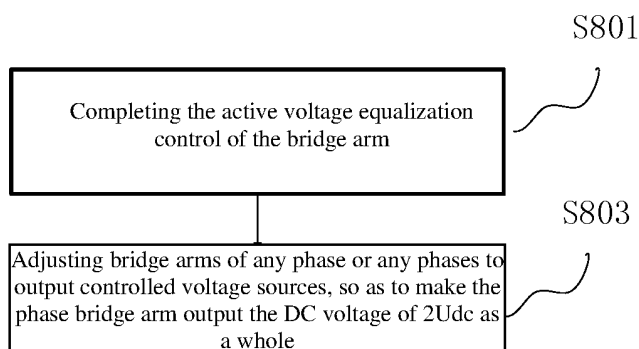 S801
Completing the active voltage equalization
control of the bridge arm
S803
Adjusting bridge arms of any phase or any phases to
output controlled voltage sources, so as to make the
phase bridge arm output the DC voltage of 2Udc as
a whole